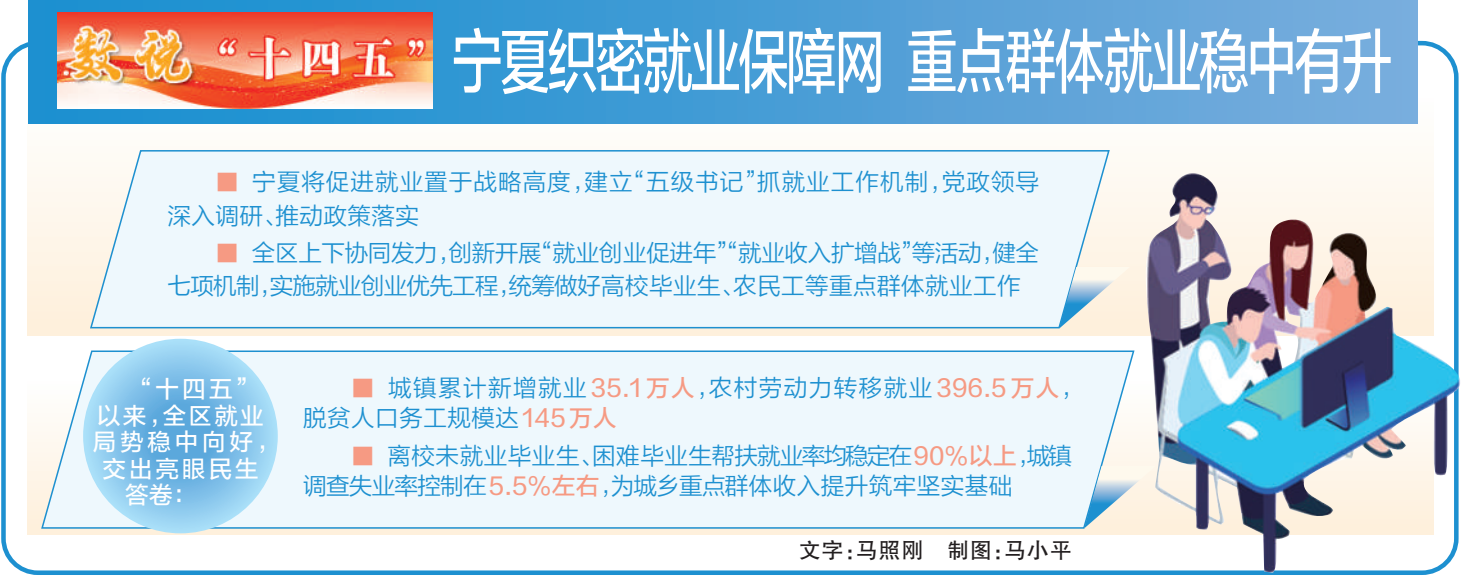 数说“十四五”
宁夏织密就业保障网 重点群体就业稳中有升
■ 宁夏将促进就业置于战略高度,建立“五级书记”抓就业工作机制,党政领导
深入调研、推动政策落实
■ 全区上下协同发力,创新开展“就业创业促进年”“就业收入扩增战”等活动,健全
七项机制,实施就业创业优先工程,统筹做好高校毕业生、农民工等重点群体就业工作
“十四五”
以来,全区就业
局势稳中向好,
交出亮眼民生
答卷:
■ 城镇累计新增就业35.1万人,农村劳动力转移就业396.5万人,
脱贫人口务工规模达145万人
■ 离校未就业毕业生、困难毕业生帮扶就业率均稳定在90%以上,城镇
调查失业率控制在5.5%左右,为城乡重点群体收入提升筑牢坚实基础
文字:马照刚 制图:马小平